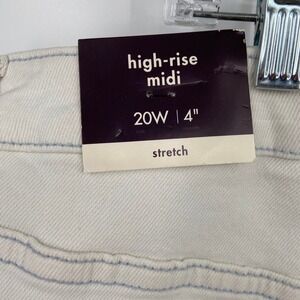 high-rise
midi
20W | 4"
stretch